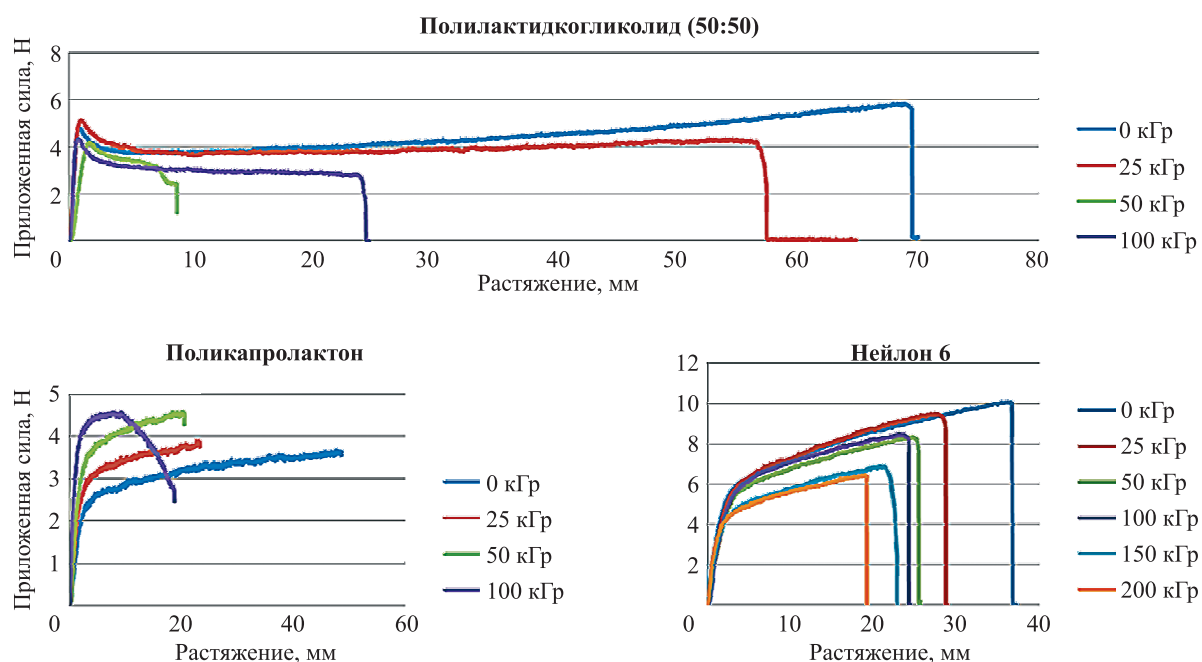 Полилактидкогликолид (50:50)
Приложенная сила, Н
8
6
4
2
0 10 20 30 40 50 60 70 80
Растяжение, мм
0 кГр
25 кГр
50 кГр
100 кГр
Поликапролактон
Приложенная сила, Н
5
4
3
2
1
0 20 40 60
Растяжение, мм
0 кГр
25 кГр
50 кГр
100 кГр
Нейлон 6
12
10
8
6
4
2
0 10 20 30 40
Растяжение, мм
0 кГр
25 кГр
50 кГр
100 кГр
150 кГр
200 кГр